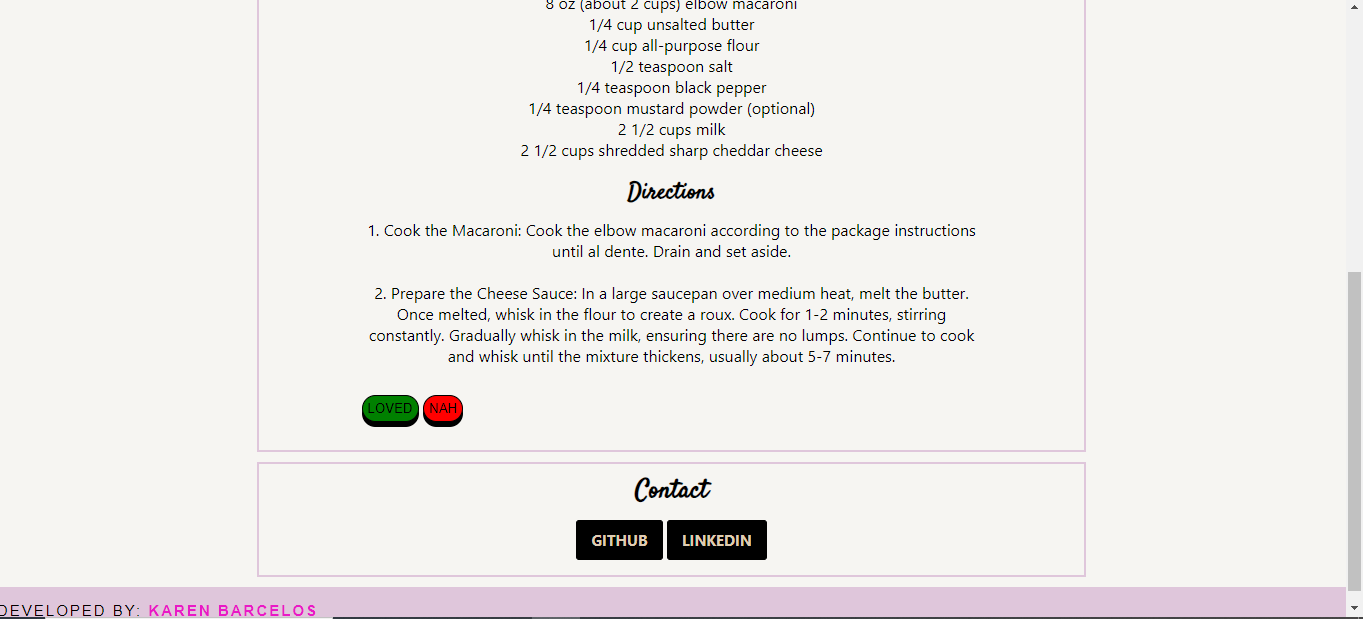 8 oz (about 2 cups) elbow macaroni
1/4 cup unsalted butter
1/4 cup all-purpose flour
1/2 teaspoon salt
1/4 teaspoon black pepper
1/4 teaspoon mustard powder (optional)
2 1/2 cups milk
2 1/2 cups shredded sharp cheddar cheese
Directions
1. Cook the Macaroni: Cook the elbow macaroni according to the package instructions
until al dente. Drain and set aside.
2. Prepare the Cheese Sauce: In a large saucepan over medium heat, melt the butter.
Once melted, whisk in the flour to create a roux. Cook for 1-2 minutes, stirring
constantly. Gradually whisk in the milk, ensuring there are no lumps. Continue to cook
and whisk until the mixture thickens, usually about 5-7 minutes.
LOVED NAH
Contact
GITHUB LINKEDIN
DEVELOPED BY: KAREN BARCELOS